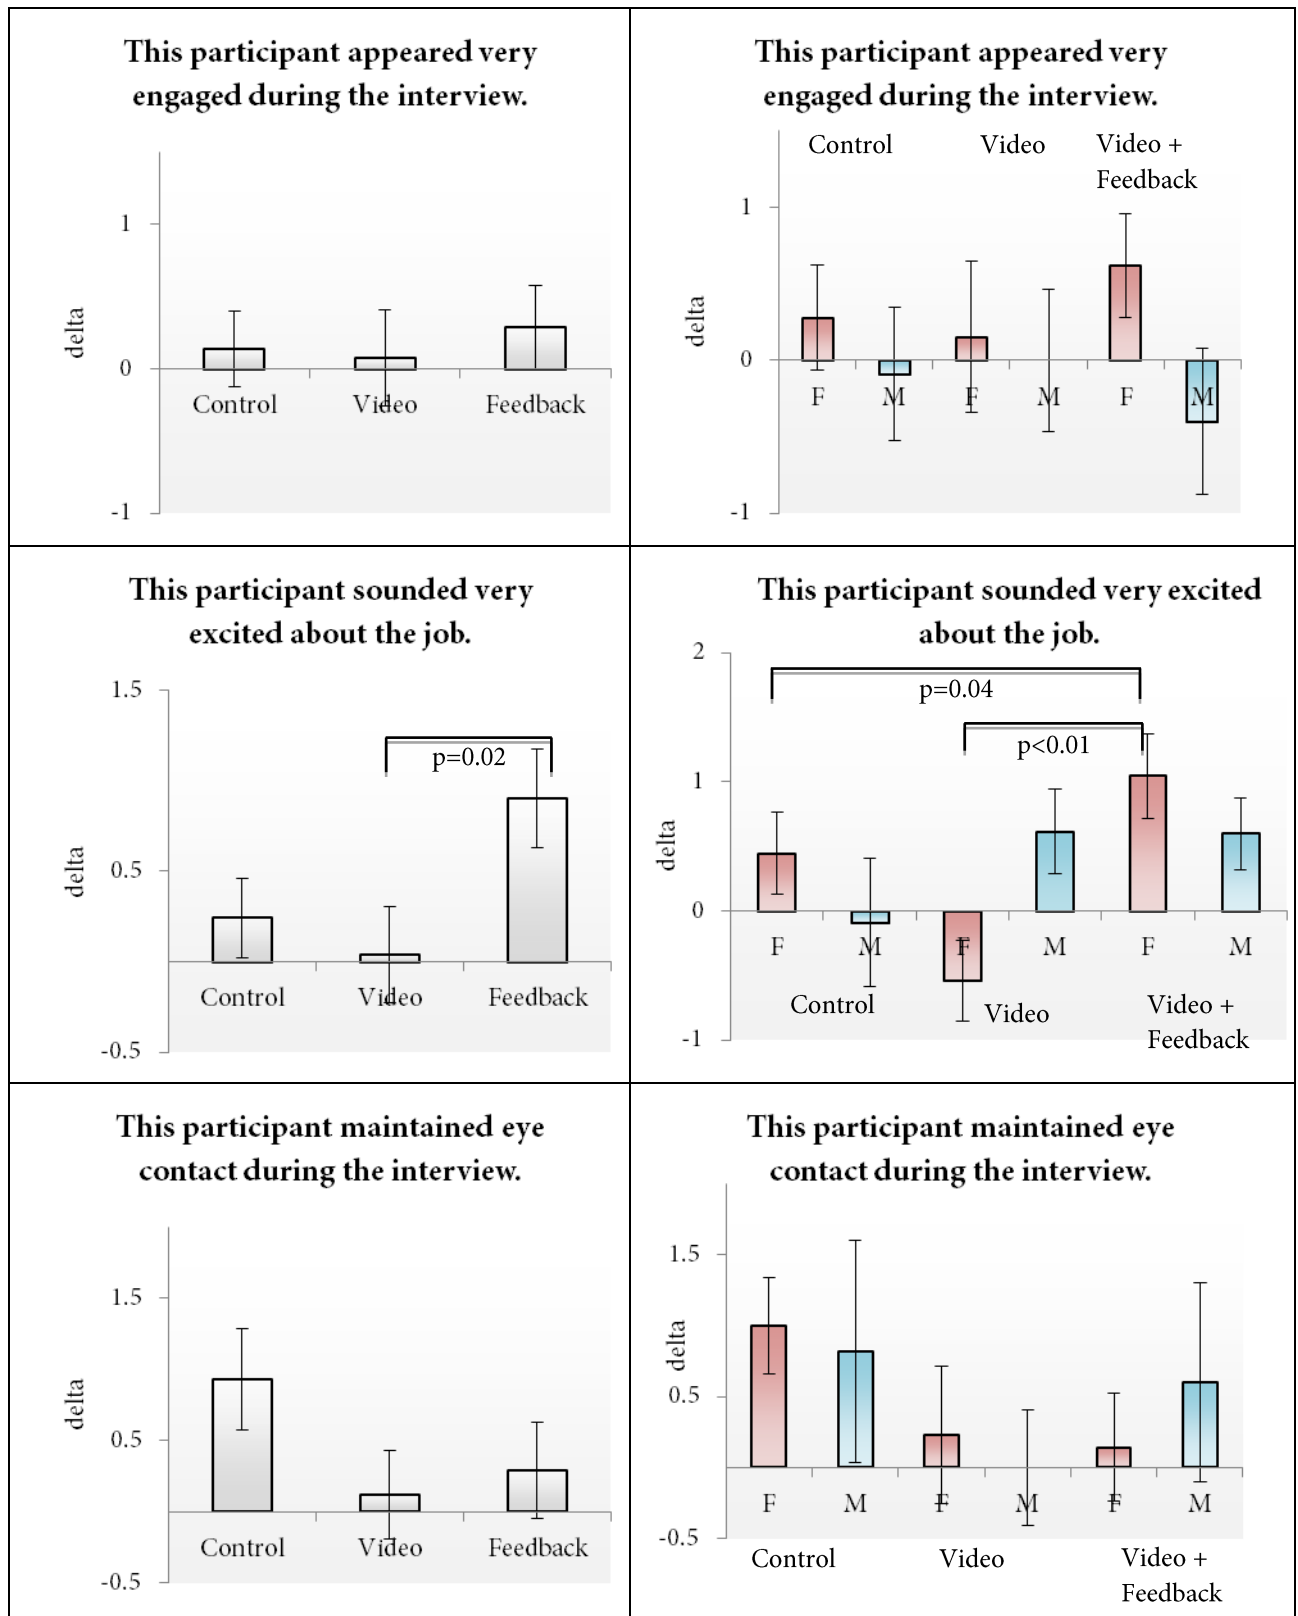 This participant appeared very
engaged during the interview.
1
delta
0
Control Video Feedback
-1
This participant appeared very
engaged during the interview.
Control Video Video +
Feedback
1
delta
0
F M F M F M
-1
This participant sounded very
excited about the job.
1.5
p=0.02
0.5
delta
Control Video Feedback
-0.5
This participant sounded very excited
about the job.
2
p=0.04
p<0.01
1
delta
0
F M F M F M
Control Video Video +
Feedback
-1
This participant maintained eye
contact during the interview.
1.5
delta
0.5
Control Video Feedback
-0.5
This participant maintained eye
contact during the interview.
1.5
delta
0.5
F M F M F M
-0.5
Control Video Video +
Feedback